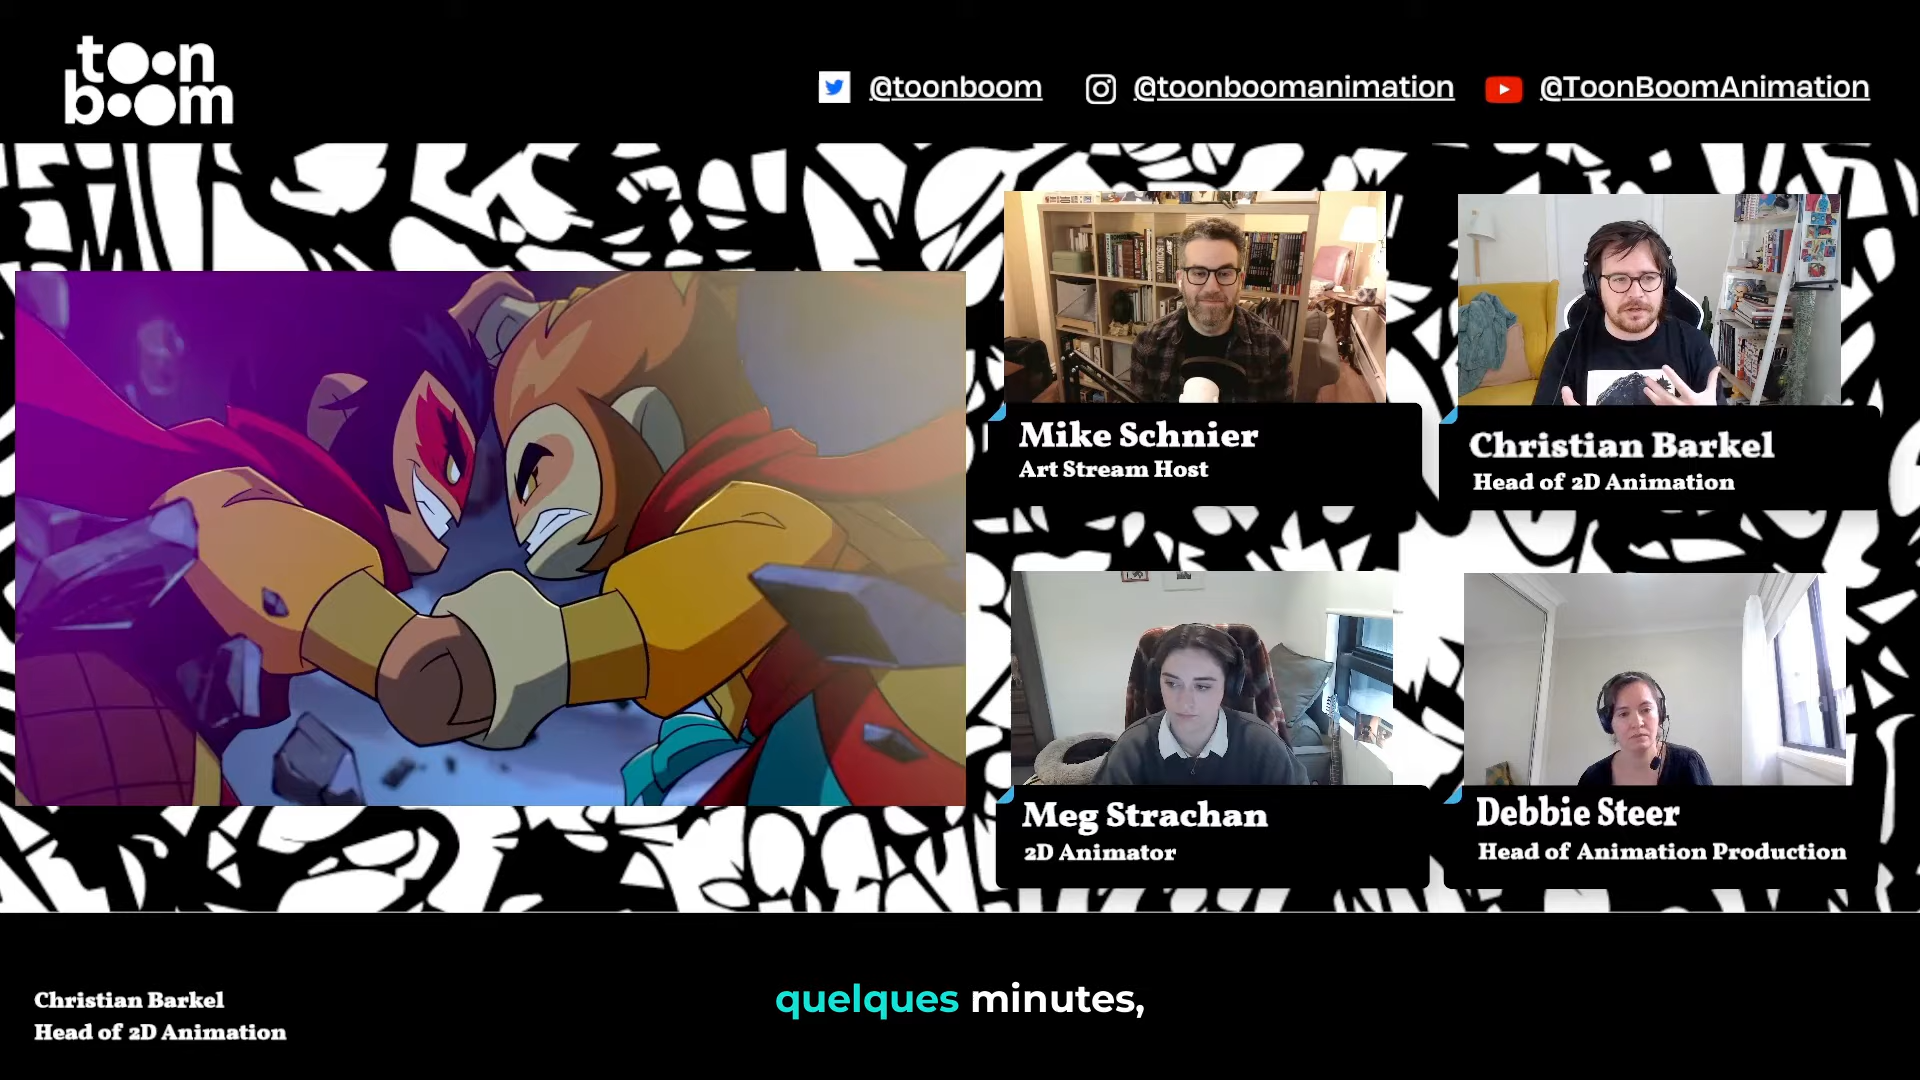 toon
boom
@toonboom
@toonboomanimation
@ToonBoomAnimation
Mike Schnier
Art Stream Host
Christian Barkel
Head of 2D Animation
Meg Strachan
2D Animator
Debbie Steer
Head of Animation Production
Christian Barkel
Head of 2D Animation
quelques minutes,